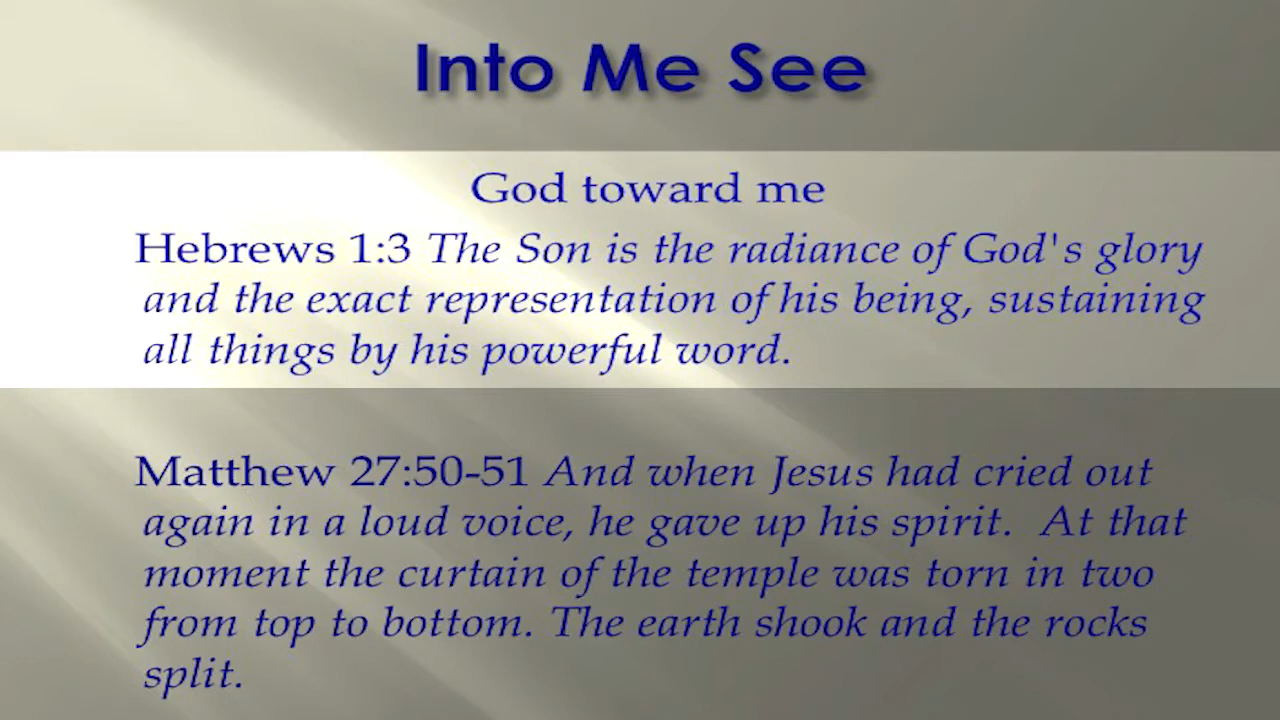 Into Me See
God toward me
Hebrews 1:3 The Son is the radiance of God's glory
and the exact representation of his being, sustaining
all things by his powerful word.
Matthew 27:50-51 And when Jesus had cried out
again in a loud voice, he gave up his spirit.  At that
moment the curtain of the temple was torn in two
from top to bottom. The earth shook and the rocks
split.